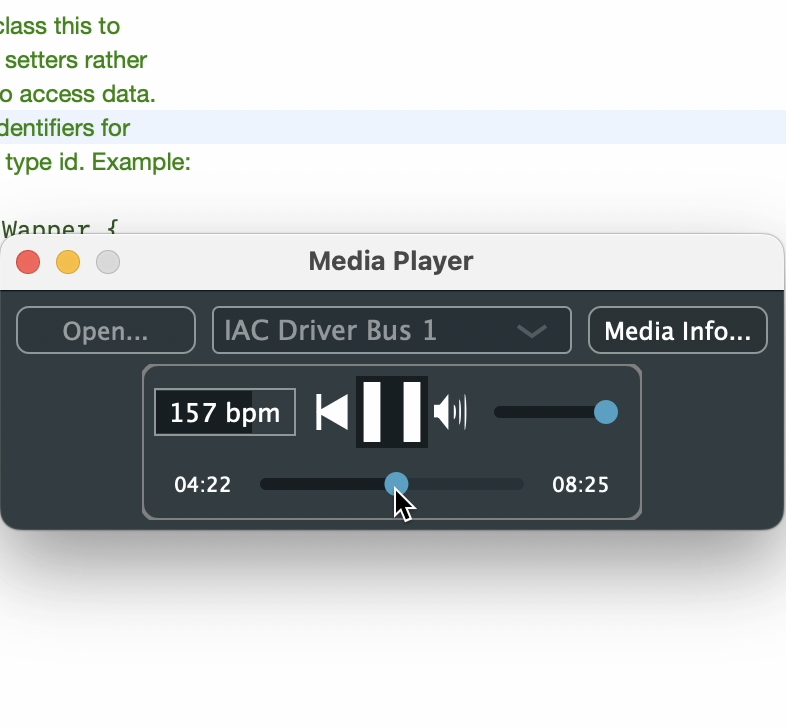 class this to
setters rather
o access data.
dentifiers for
type id. Example:
Wapper {
Media Player
Open...
IAC Driver Bus 1
Media Info...
157 bpm
04:22
08:25